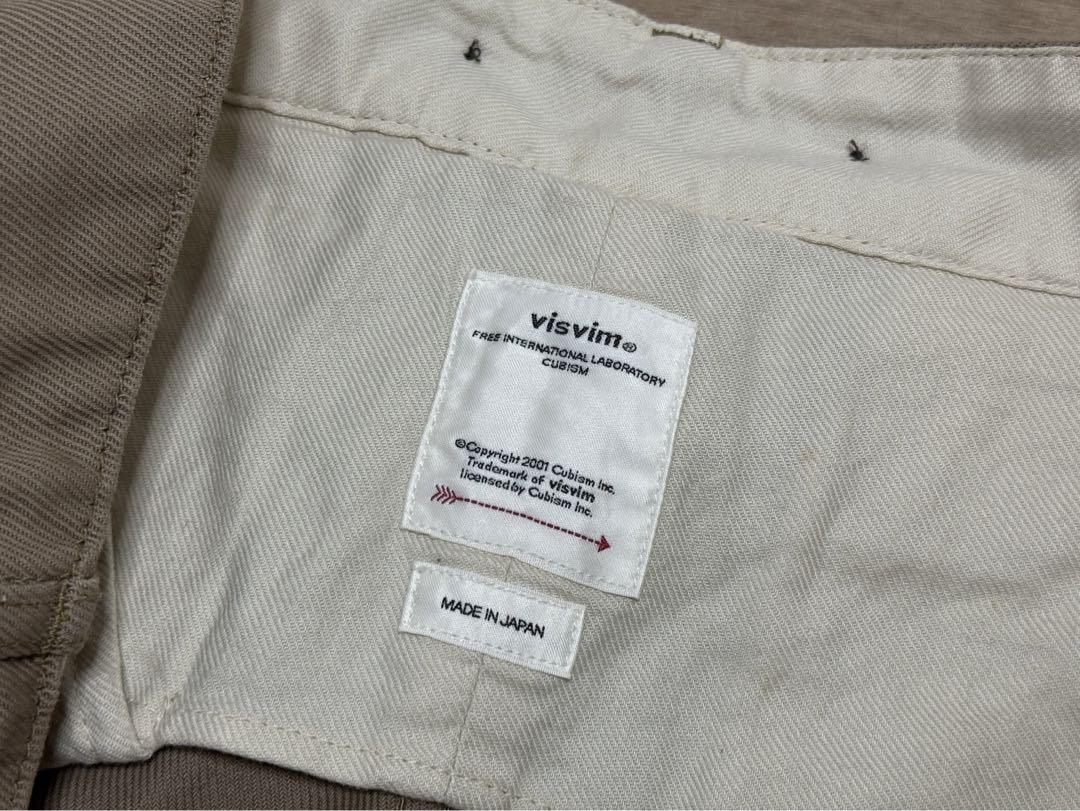 visvim®
FREE INTERNATIONAL LABORATORY
CUBISM
©Copyright 2001 Cubism Inc.
Trademark of visvim
licensed by Cubism Inc.
MADE IN JAPAN